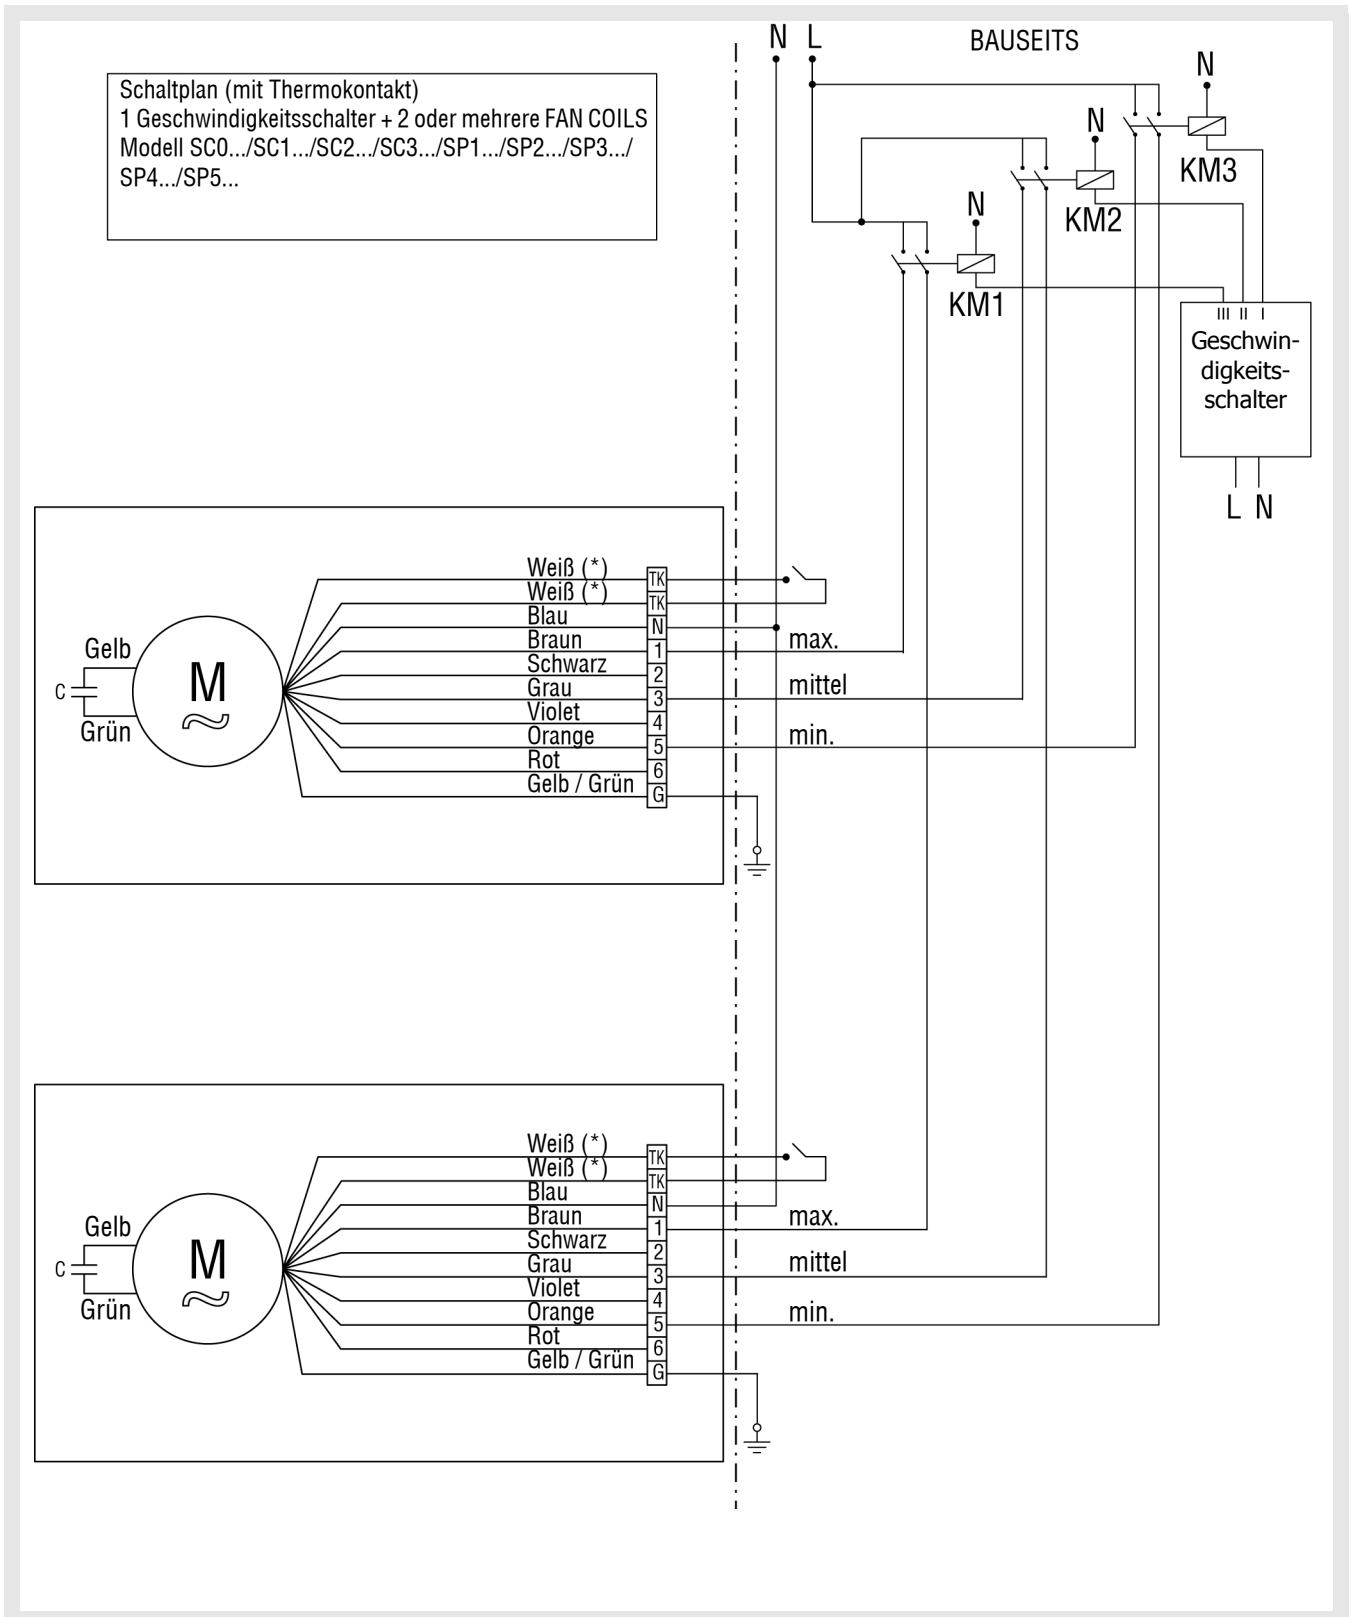 N L
BAUSEITS
Schaltplan (mit Thermokontakt)
1 Geschwindigkeitsschalter + 2 oder mehrere FAN COILS
Modell SC0.../SC1.../SC2.../SC3.../SP1.../SP2.../SP3.../
SP4.../SP5...
N
KM3
N
KM2
N
KM1
III II I
Geschwin-
digkeits-
schalter
L N
Weiß (*) TK
Weiß (*) TK
Blau N
Braun 1 max.
Schwarz 2
Grau 3 mittel
Violet 4
Orange 5 min.
Rot 6
Gelb / Grün G
Gelb
C
Grün
M
~
Weiß (*) TK
Weiß (*) TK
Blau N
Braun 1 max.
Schwarz 2
Grau 3 mittel
Violet 4
Orange 5 min.
Rot 6
Gelb / Grün G
Gelb
C
Grün
M
~